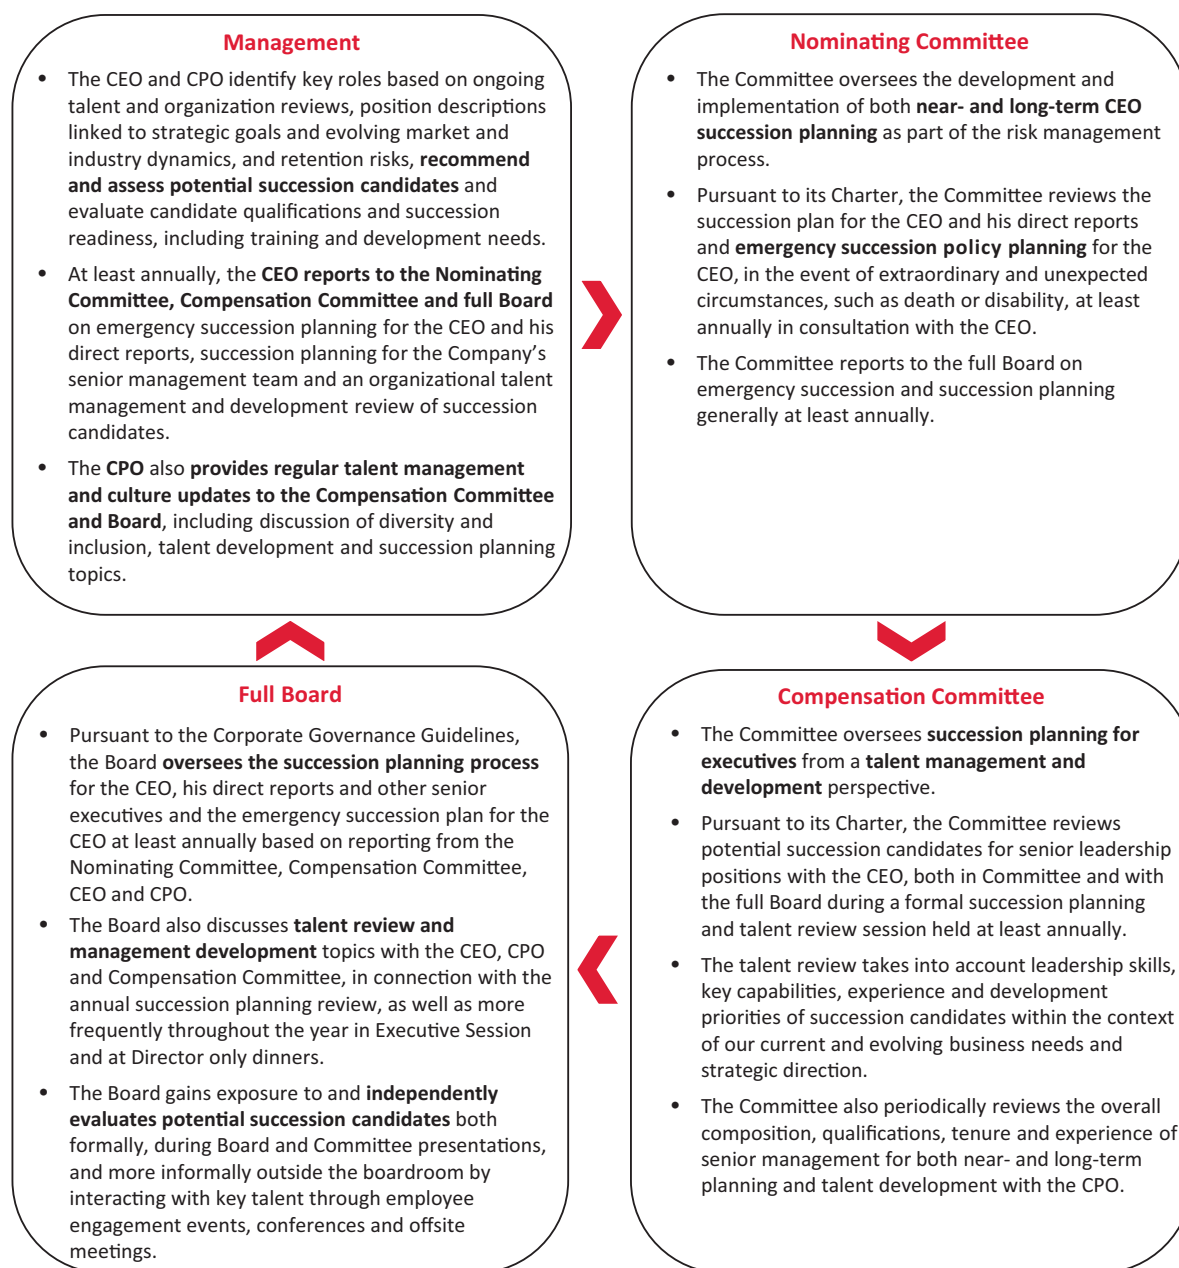 Management
• The CEO and CPO identify key roles based on ongoing
talent and organization reviews, position descriptions
linked to strategic goals and evolving market and
industry dynamics, and retention risks, recommend
and assess potential succession candidates and
evaluate candidate qualifications and succession
readiness, including training and development needs.
• At least annually, the CEO reports to the Nominating
Committee, Compensation Committee and full Board
on emergency succession planning for the CEO and his
direct reports, succession planning for the Company's
senior management team and an organizational talent
management and development review of succession
candidates.
• The CPO also provides regular talent management
and culture updates to the Compensation Committee
and Board, including discussion of diversity and
inclusion, talent development and succession planning
topics.
Nominating Committee
• The Committee oversees the development and
implementation of both near- and long-term CEO
succession planning as part of the risk management
process.
• Pursuant to its Charter, the Committee reviews the
succession plan for the CEO and his direct reports
and emergency succession policy planning for the
CEO, in the event of extraordinary and unexpected
circumstances, such as death or disability, at least
annually in consultation with the CEO.
• The Committee reports to the full Board on
emergency succession and succession planning
generally at least annually.
Full Board
• Pursuant to the Corporate Governance Guidelines,
the Board oversees the succession planning process
for the CEO, his direct reports and other senior
executives and the emergency succession plan for the
CEO at least annually based on reporting from the
Nominating Committee, Compensation Committee,
CEO and CPO.
• The Board also discusses talent review and
management development topics with the CEO, CPO
and Compensation Committee, in connection with the
annual succession planning review, as well as more
frequently throughout the year in Executive Session
and at Director only dinners.
• The Board gains exposure to and independently
evaluates potential succession candidates both
formally, during Board and Committee presentations,
and more informally outside the boardroom by
interacting with key talent through employee
engagement events, conferences and offsite
meetings.
Compensation Committee
• The Committee oversees succession planning for
executives from a talent management and
development perspective.
• Pursuant to its Charter, the Committee reviews
potential succession candidates for senior leadership
positions with the CEO, both in Committee and with
the full Board during a formal succession planning
and talent review session held at least annually.
• The talent review takes into account leadership skills,
key capabilities, experience and development
priorities of succession candidates within the context
of our current and evolving business needs and
strategic direction.
• The Committee also periodically reviews the overall
composition, qualifications, tenure and experience of
senior management for both near- and long-term
planning and talent development with the CPO.